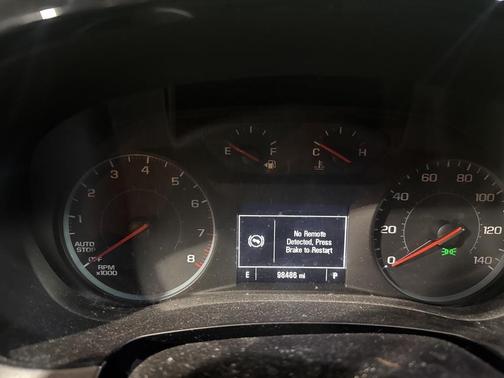 E F
C H
1 2 3 4 5 6 7 8
AUTO
STOP
OFF
RPM
x1000
No Remote
Detected, Press
Brake to Restart
E 98486 mi P
0 20 40 60 80 100 120 140